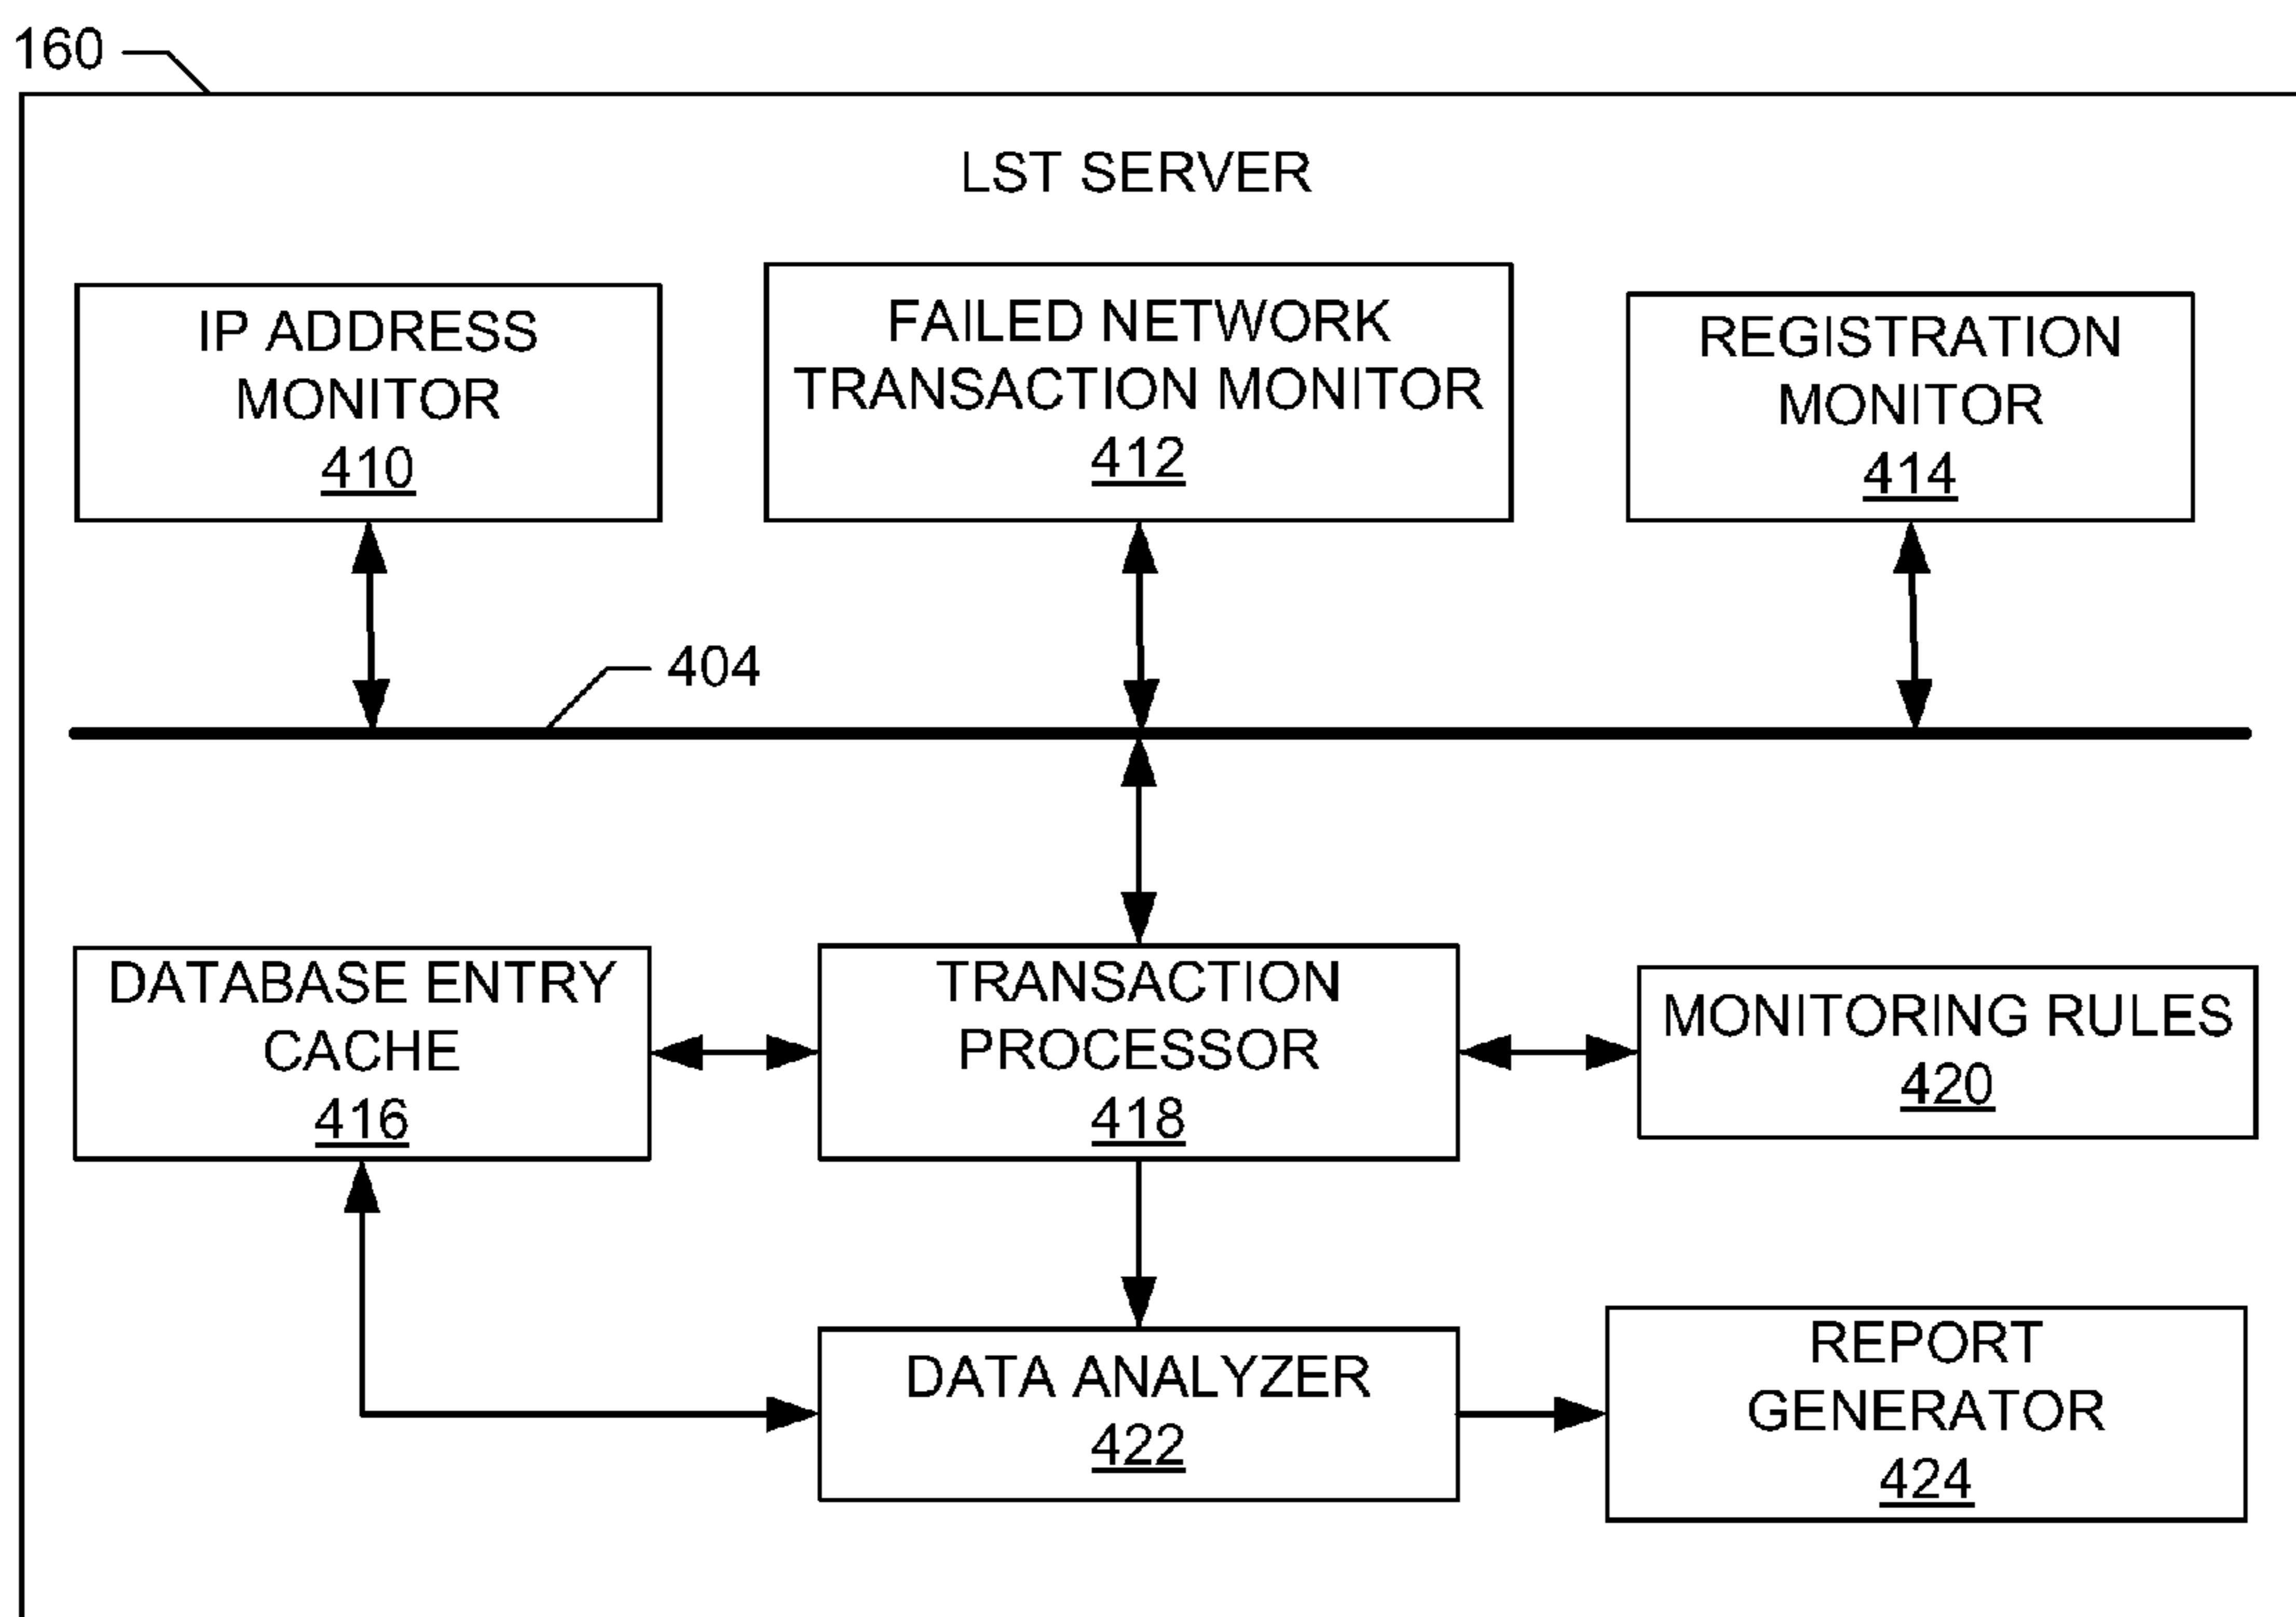 160
LST SERVER
IP ADDRESS
MONITOR
410
FAILED NETWORK
TRANSACTION MONITOR
412
REGISTRATION
MONITOR
414
404
DATABASE ENTRY
CACHE
416
TRANSACTION
PROCESSOR
418
MONITORING RULES
420
DATA ANALYZER
422
REPORT
GENERATOR
424